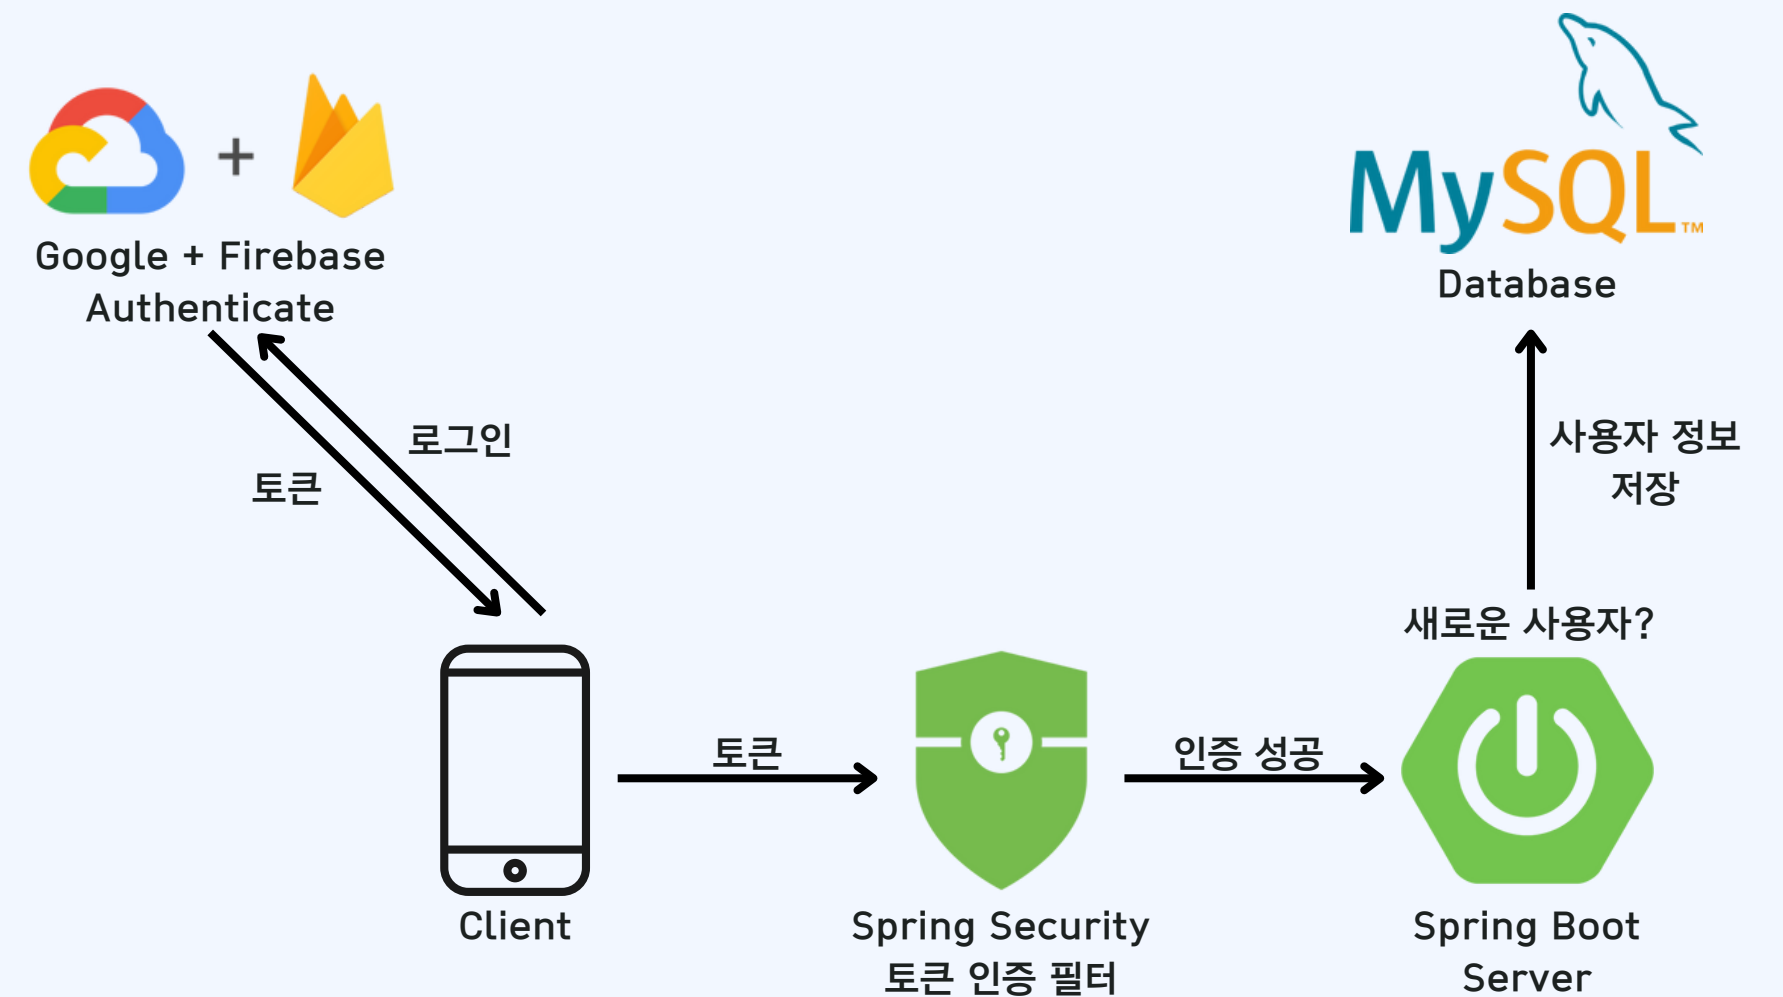 +
Google + Firebase
Authenticate
MySQL™
Database
로그인
토큰
사용자 정보
저장
새로운 사용자?
토큰
인증 성공
Client
Spring Security
토큰 인증 필터
Spring Boot
Server